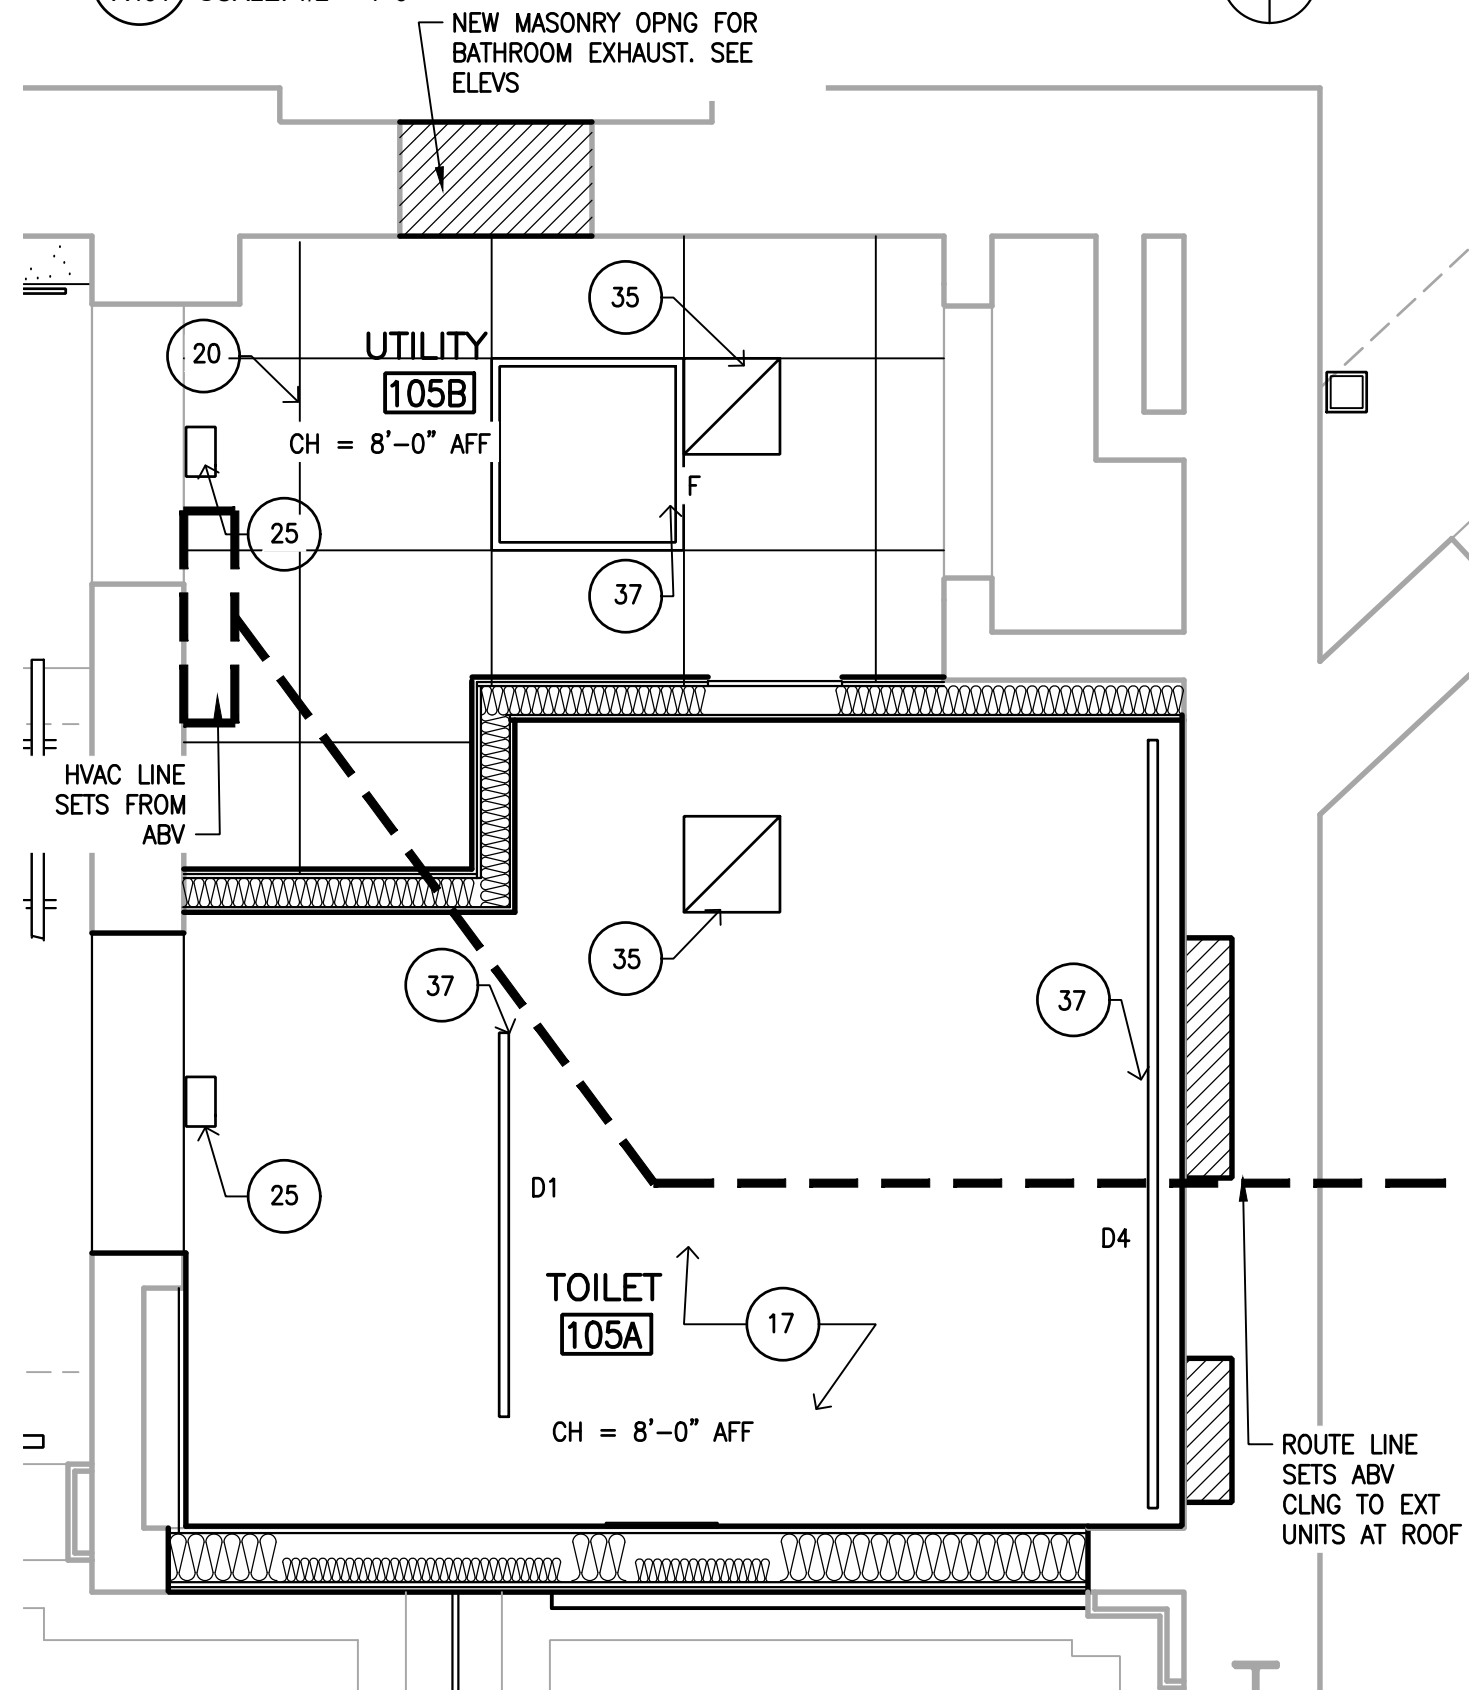 NEW MASONRY OPNG FOR
BATHROOM EXHAUST. SEE
ELEVS
35
20
UTILITY
105B
CH = 8'-0" AFF
F
25
37
HVAC LINE
SETS FROM
ABV
35
37
37
25
D1
D4
TOILET
105A
17
CH = 8'-0" AFF
ROUTE LINE
SETS ABV
CLNG TO EXT
UNITS AT ROOF